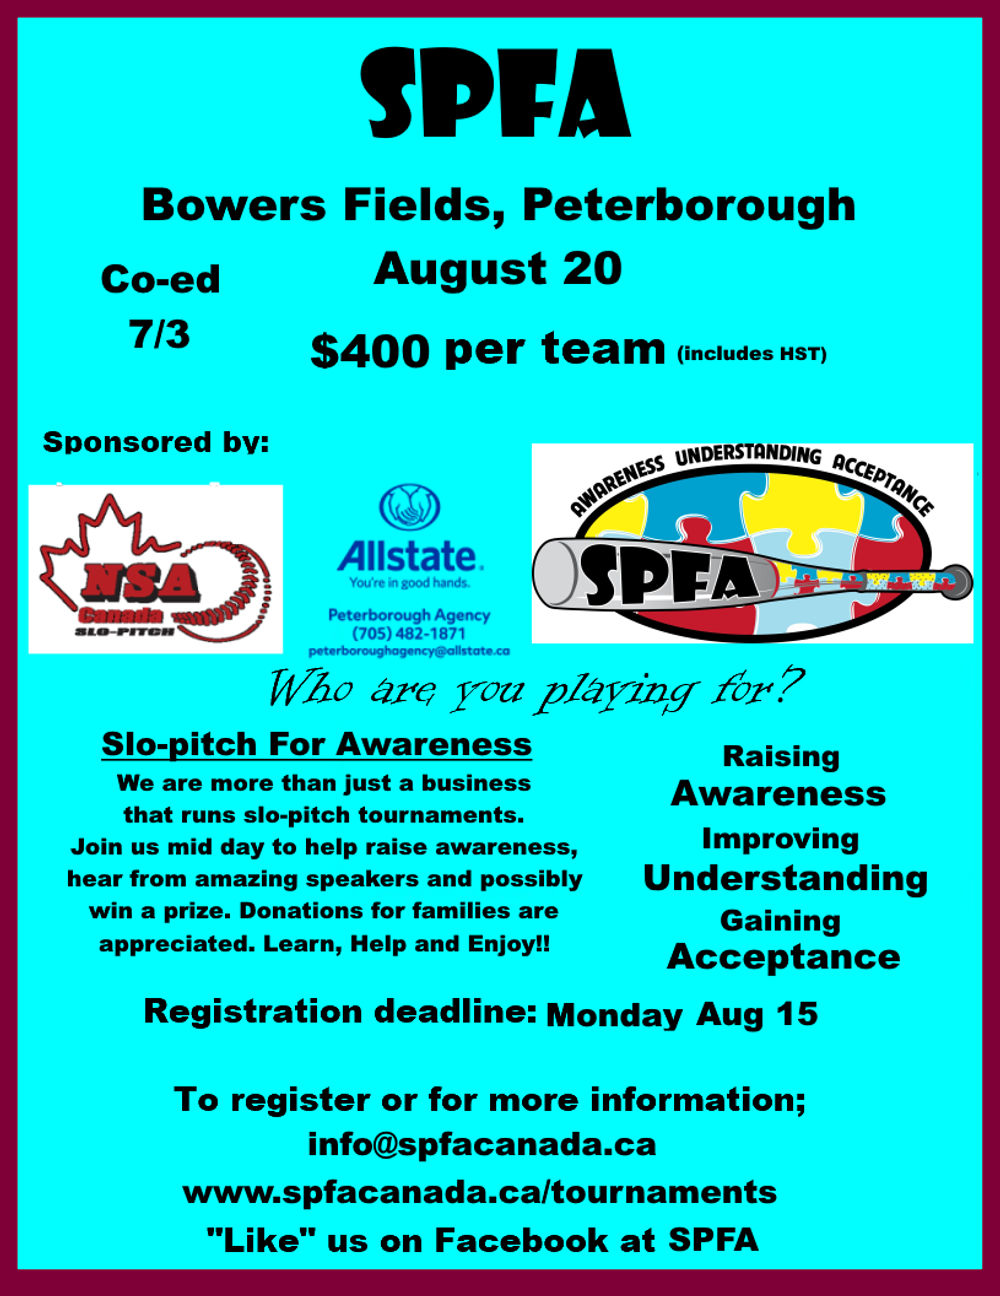 SPFA
Bowers Fields, Peterborough
August 20
Co-ed
7/3
$400 per team (includes HST)
Sponsored by:
NSA
Canada
SLO-PITCH
Allstate.
You're in good hands.
Peterborough Agency
(705) 482-1871
peterboroughagency@allstate.ca
AWARENESS UNDERSTANDING ACCEPTANCE
SPFA
Who are you playing for?
Slo-pitch For Awareness
We are more than just a business
that runs slo-pitch tournaments.
Join us mid day to help raise awareness,
hear from amazing speakers and possibly
win a prize. Donations for families are
appreciated. Learn, Help and Enjoy!!
Raising
Awareness
Improving
Understanding
Gaining
Acceptance
Registration deadline: Monday Aug 15
To register or for more information;
info@spfacanada.ca
www.spfacanada.ca/tournaments
"Like" us on Facebook at SPFA